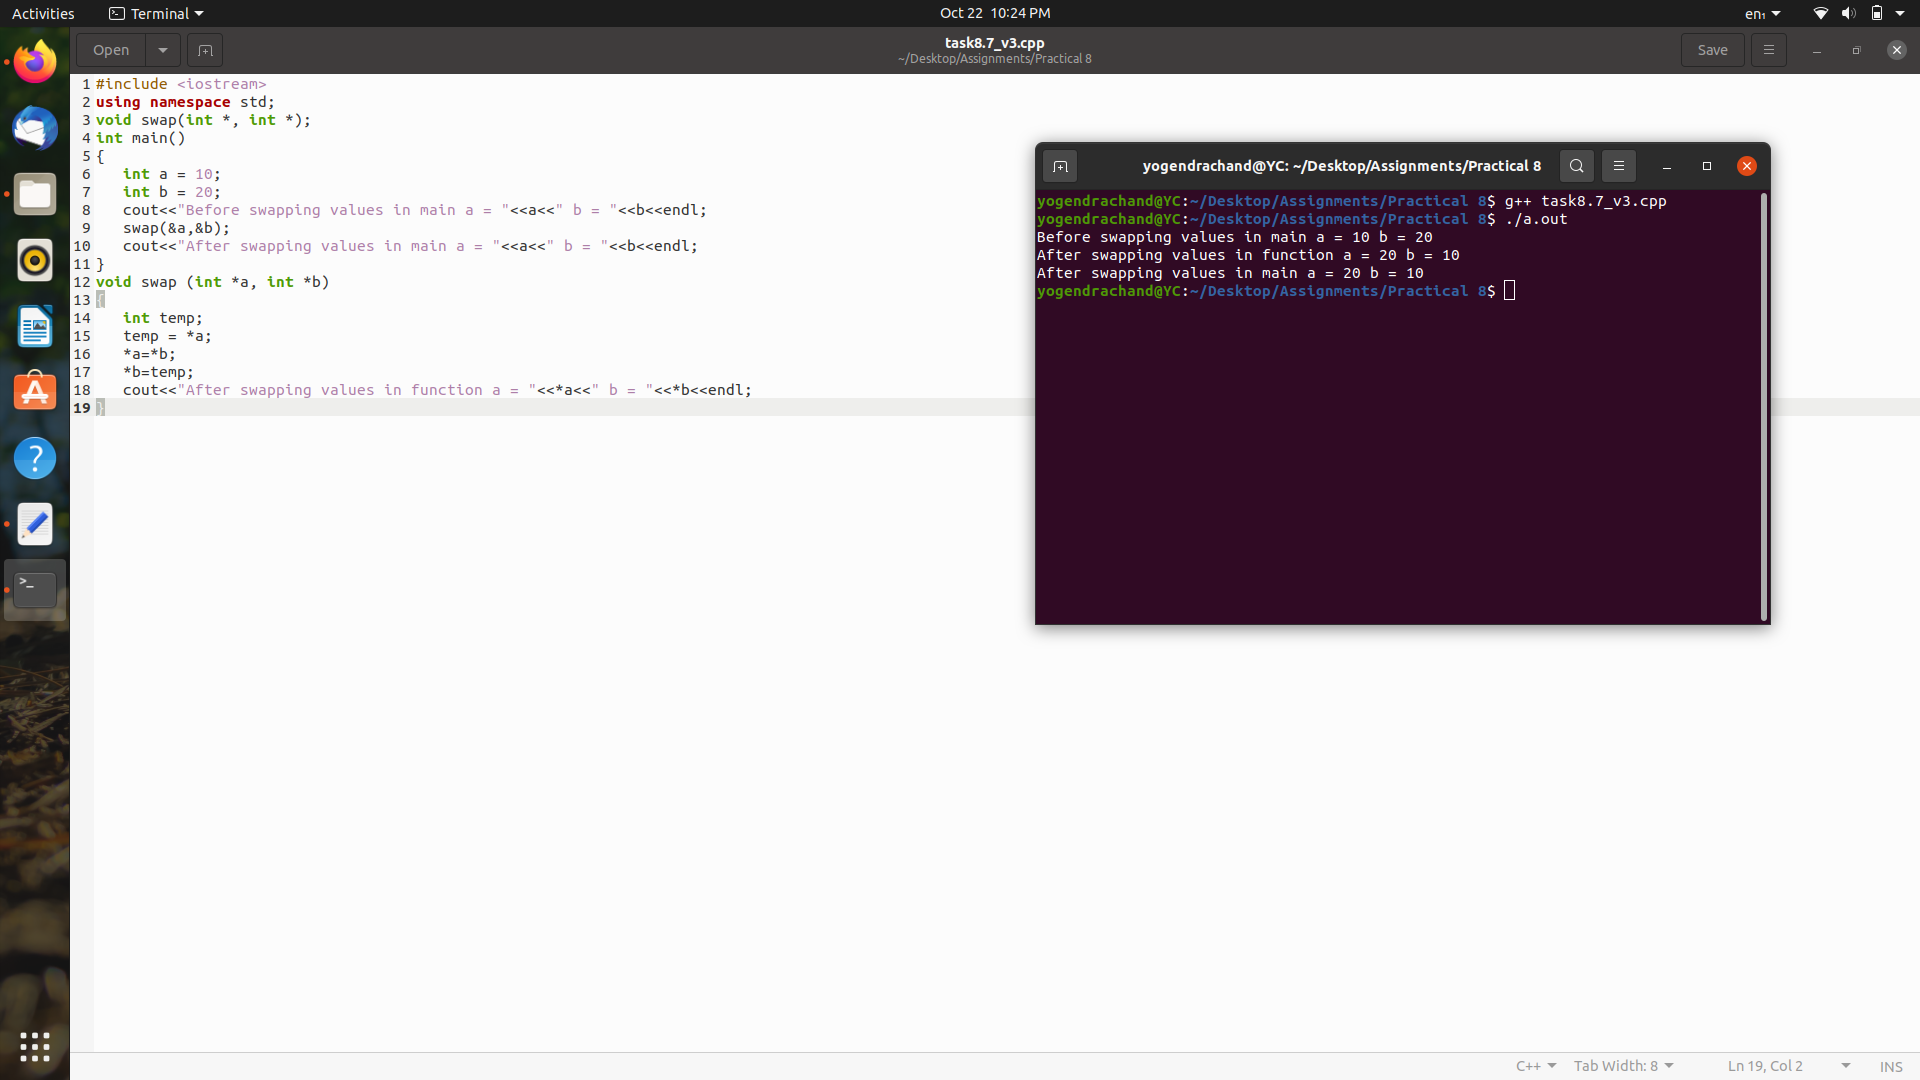 Activities Terminal Oct 22 10:24 PM en₁
Open task8.7_v3.cpp Save
~/Desktop/Assignments/Practical 8
1 #include <iostream>
2 using namespace std;
3 void swap(int *, int *);
4 int main()
5 {
6 int a = 10;
7 int b = 20;
8 cout<<"Before swapping values in main a = "<<a<<" b = "<<b<<endl;
9 swap(&a,&b);
10 cout<<"After swapping values in main a = "<<a<<" b = "<<b<<endl;
11 }
12 void swap (int *a, int *b)
13 {
14 int temp;
15 temp = *a;
16 *a=*b;
17 *b=temp;
18 cout<<"After swapping values in function a = "<<*a<<" b = "<<*b<<endl;
19 }
yogendrachand@YC: ~/Desktop/Assignments/Practical 8
yogendrachand@YC:~/Desktop/Assignments/Practical 8$ g++ task8.7_v3.cpp
yogendrachand@YC:~/Desktop/Assignments/Practical 8$ ./a.out
Before swapping values in main a = 10 b = 20
After swapping values in function a = 20 b = 10
After swapping values in main a = 20 b = 10
yogendrachand@YC:~/Desktop/Assignments/Practical 8$
C++ Tab Width: 8 Ln 19, Col 2 INS